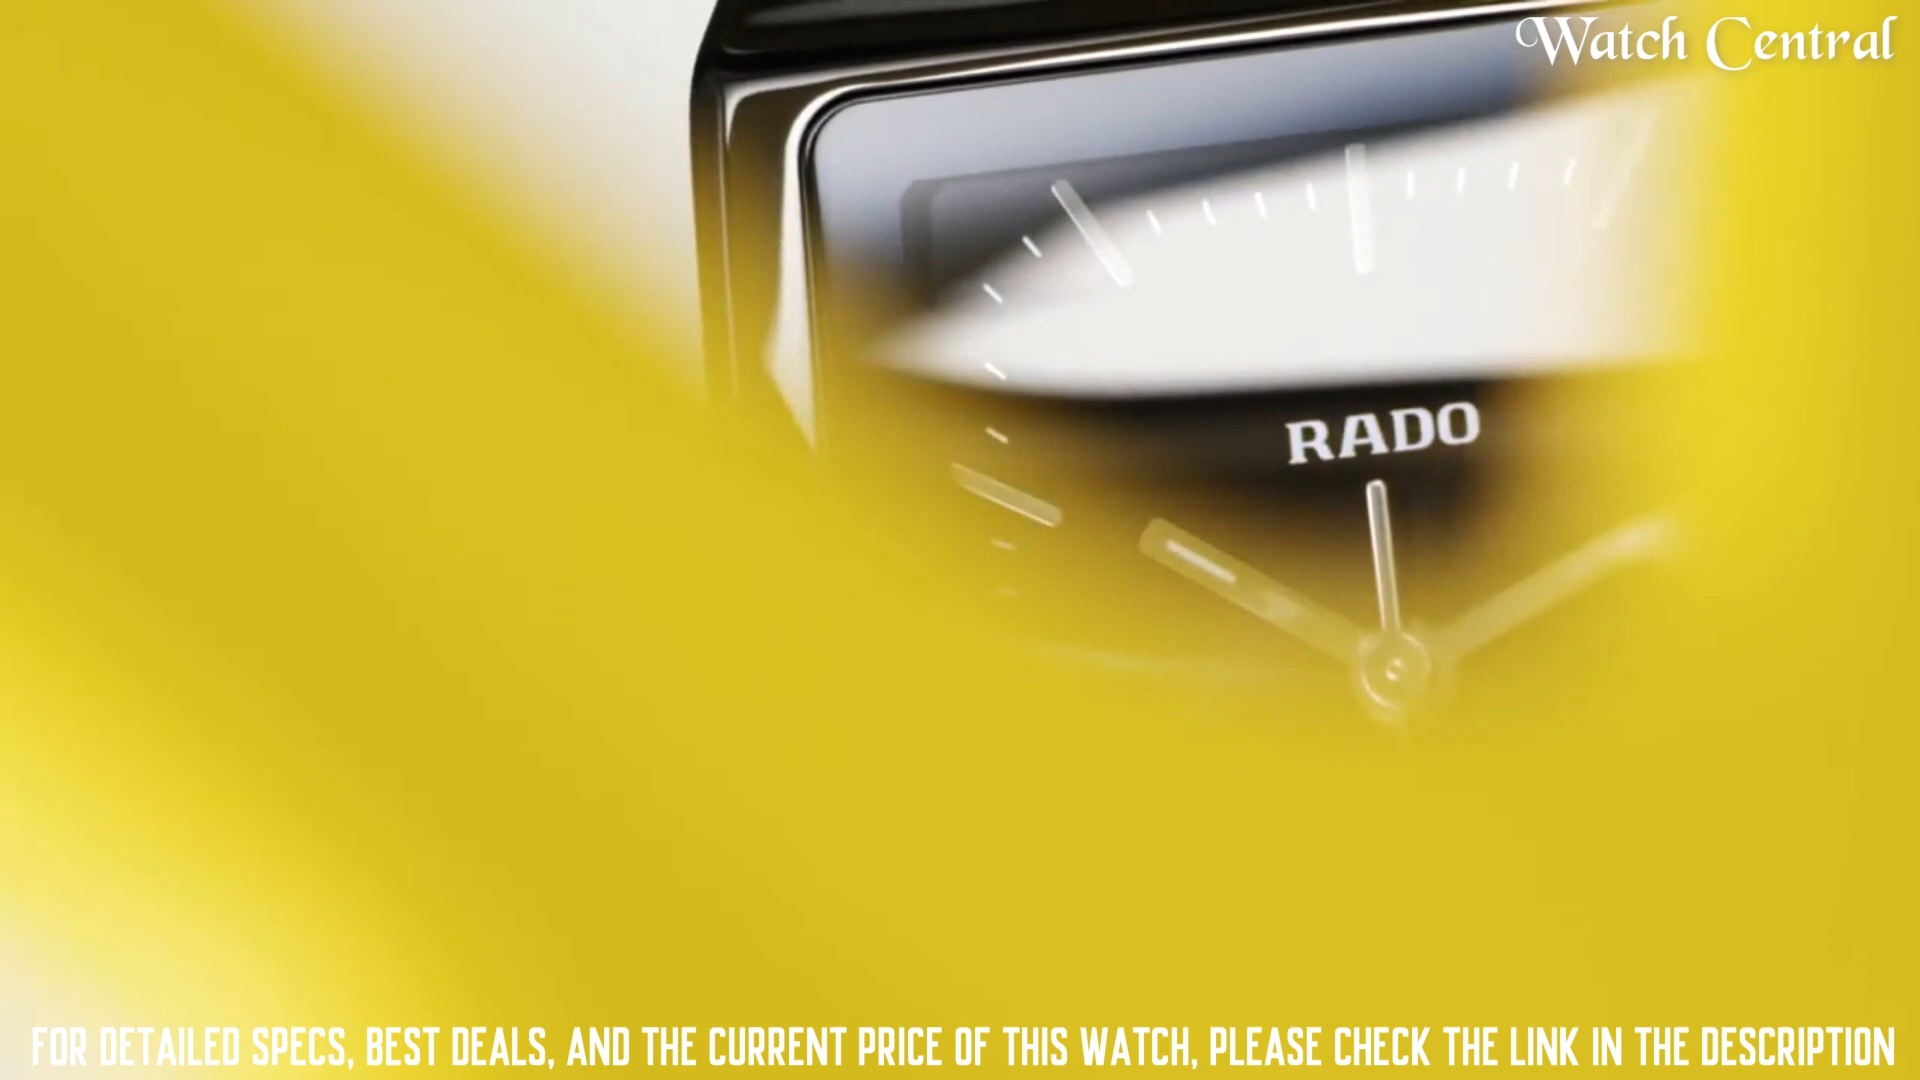 Watch Central
RADO
FOR DETAILED SPECS, BEST DEALS, AND THE CURRENT PRICE OF THIS WATCH, PLEASE CHECK THE LINK IN THE DESCRIPTION